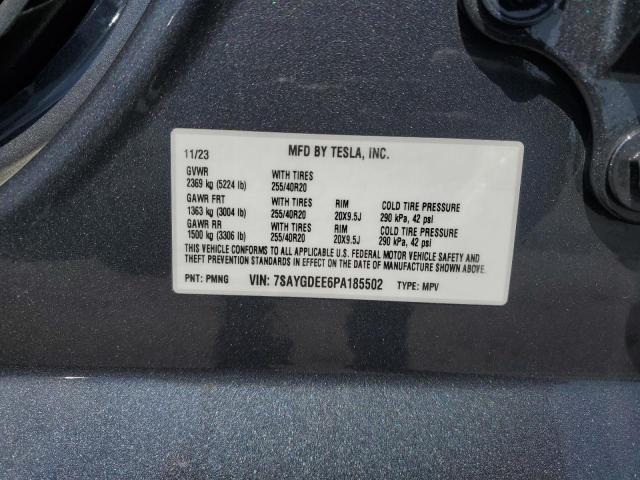 11/23 MFD BY TESLA, INC.
GVWR WITH TIRES
2369 kg (5224 lb) 255/40R20
GAWR FRT WITH TIRES RIM COLD TIRE PRESSURE
1363 kg (3004 lb) 255/40R20 20X9.5J 290 kPa, 42 psi
GAWR RR WITH TIRES RIM COLD TIRE PRESSURE
1500 kg (3306 lb) 255/40R20 20X9.5J 290 kPa, 42 psi
THIS VEHICLE CONFORMS TO ALL APPLICABLE U.S. FEDERAL MOTOR VEHICLE SAFETY AND
THEFT PREVENTION STANDARDS IN EFFECT ON THE DATE OF MANUFACTURE SHOWN ABOVE.
PNT: PMNG VIN: 7SAYGDEE6PA185502 TYPE: MPV